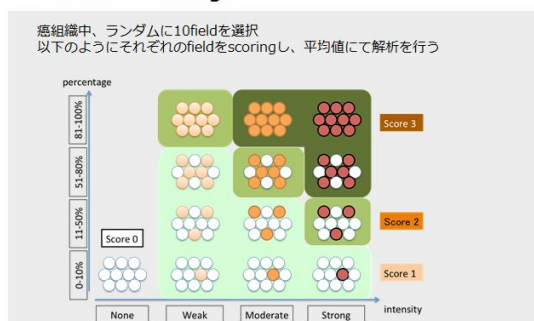 癌組織中、ランダムに10fieldを選択
以下のようにそれぞれのfieldをscoringし、平均値にて解析を行う
percentage
81-100%
Score 3
51-80%
11-50%
Score 2
Score 0
0-10%
Score 1
intensity
None
Weak
Moderate
Strong